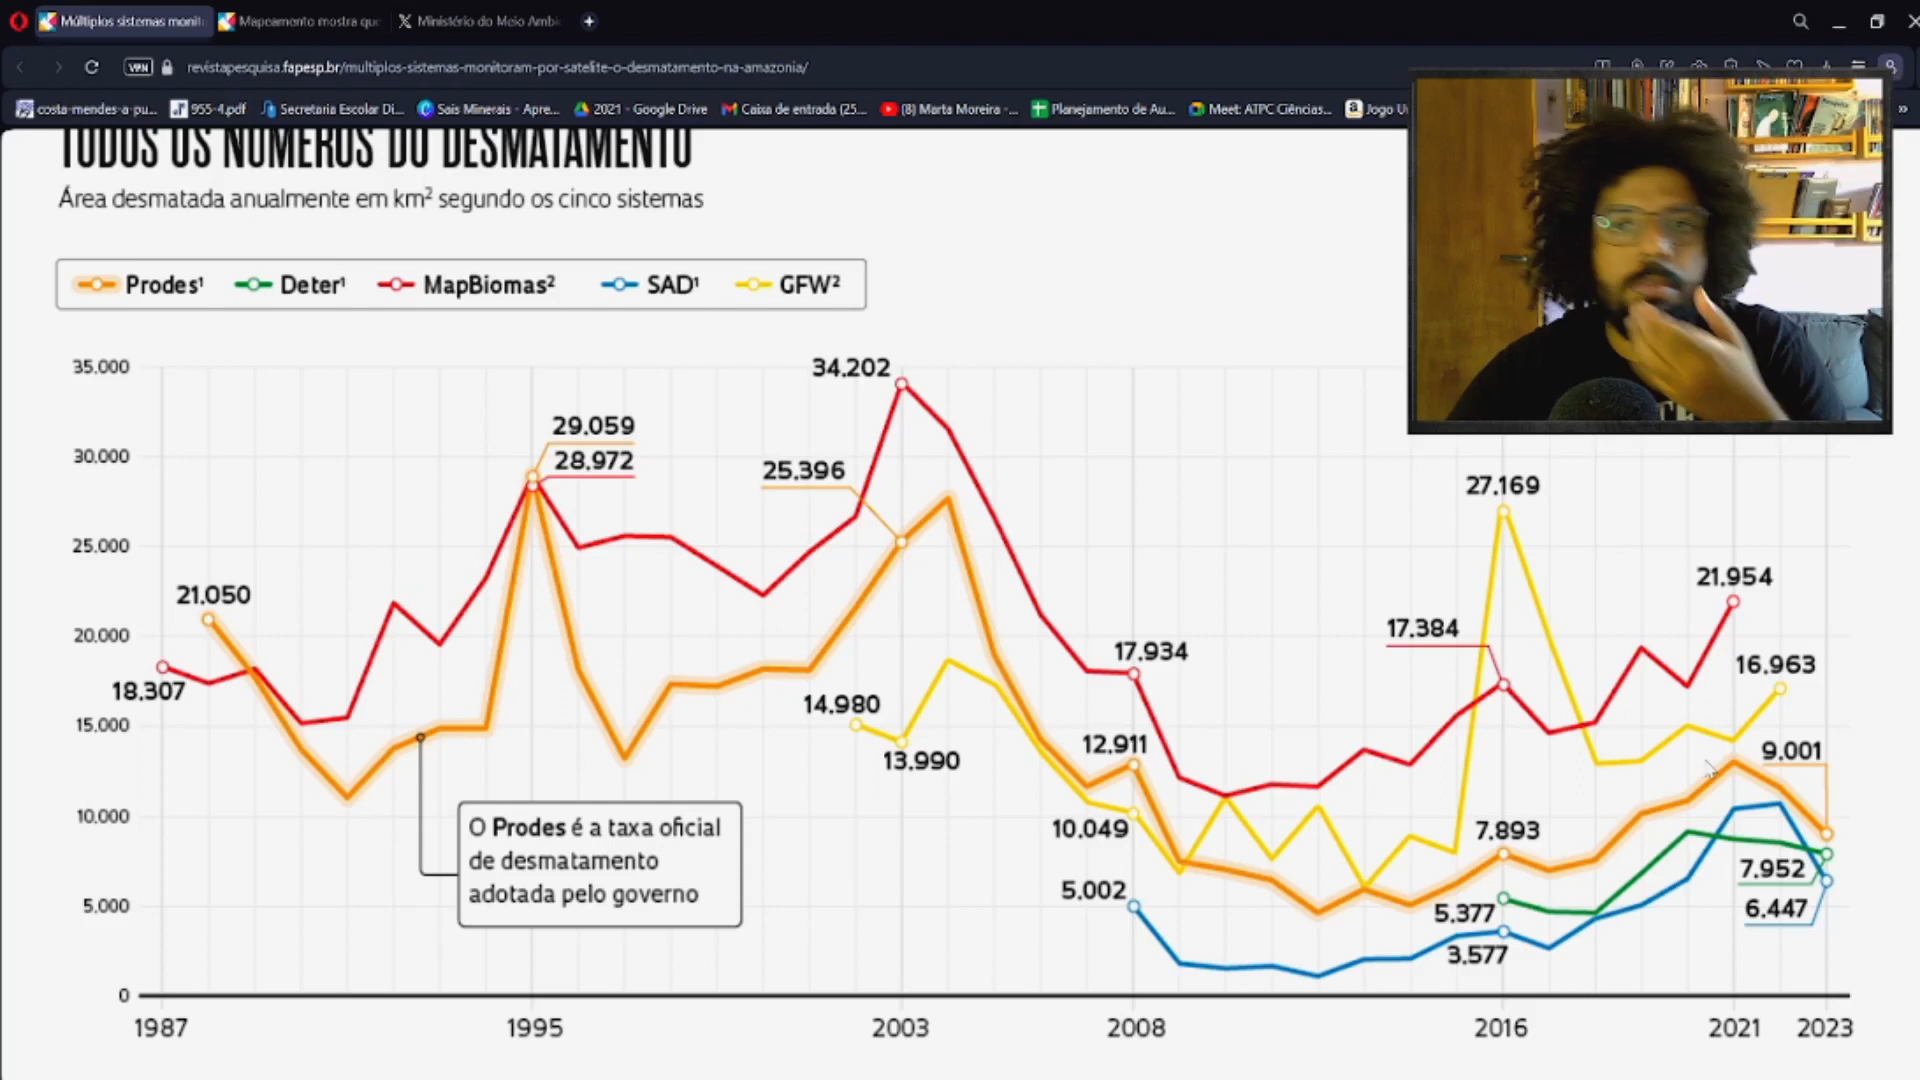 Múltiplos sistemas monit
Mapeamento mostra que
Ministério do Meio Ambi
VPN
revistapesquisa.fapesp.br/multiplos-sistemas-monitoram-por-satelite-o-desmatamento-na-amazonia/
costa-mendes-a-pu...
955-4.pdf
Secretaria Escolar Di...
Sais Minerais - Apre...
2021 - Google Drive
Caixa de entrada (25...
(8) Marta Moreira -...
Planejamento de Au...
Meet: ATPC Ciências...
Jogo U
»
TODOS OS NÚMEROS DO DESMATAMENTO
Área desmatada anualmente em km² segundo os cinco sistemas
Prodes¹ Deter¹ MapBiomas² SAD¹ GFW²
35.000
30.000
25.000
20.000
15.000
10.000
5.000
0
18.307
21.050
29.059
28.972
25.396
34.202
14.980
13.990
17.934
12.911
10.049
5.002
27.169
17.384
7.893
5.377
3.577
21.954
16.963
9.001
7.952
6.447
O Prodes é a taxa oficial
de desmatamento
adotada pelo governo
1987 1995 2003 2008 2016 2021 2023